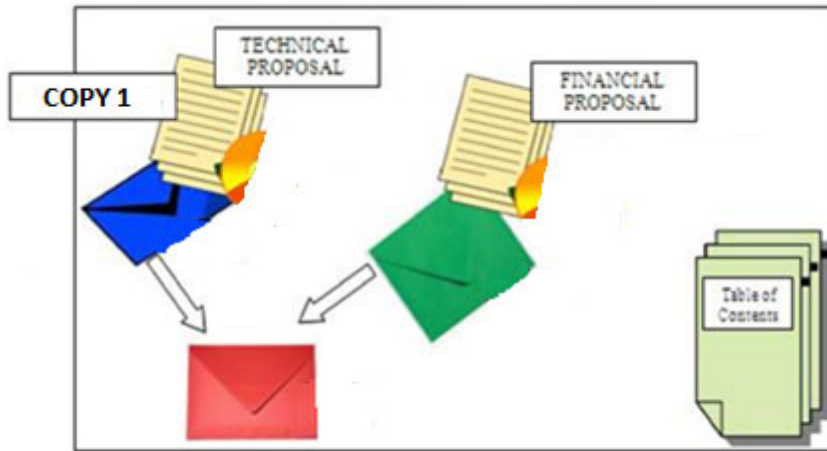 TECHNICAL
PROPOSAL
COPY 1
FINANCIAL
PROPOSAL
Table of
Contents